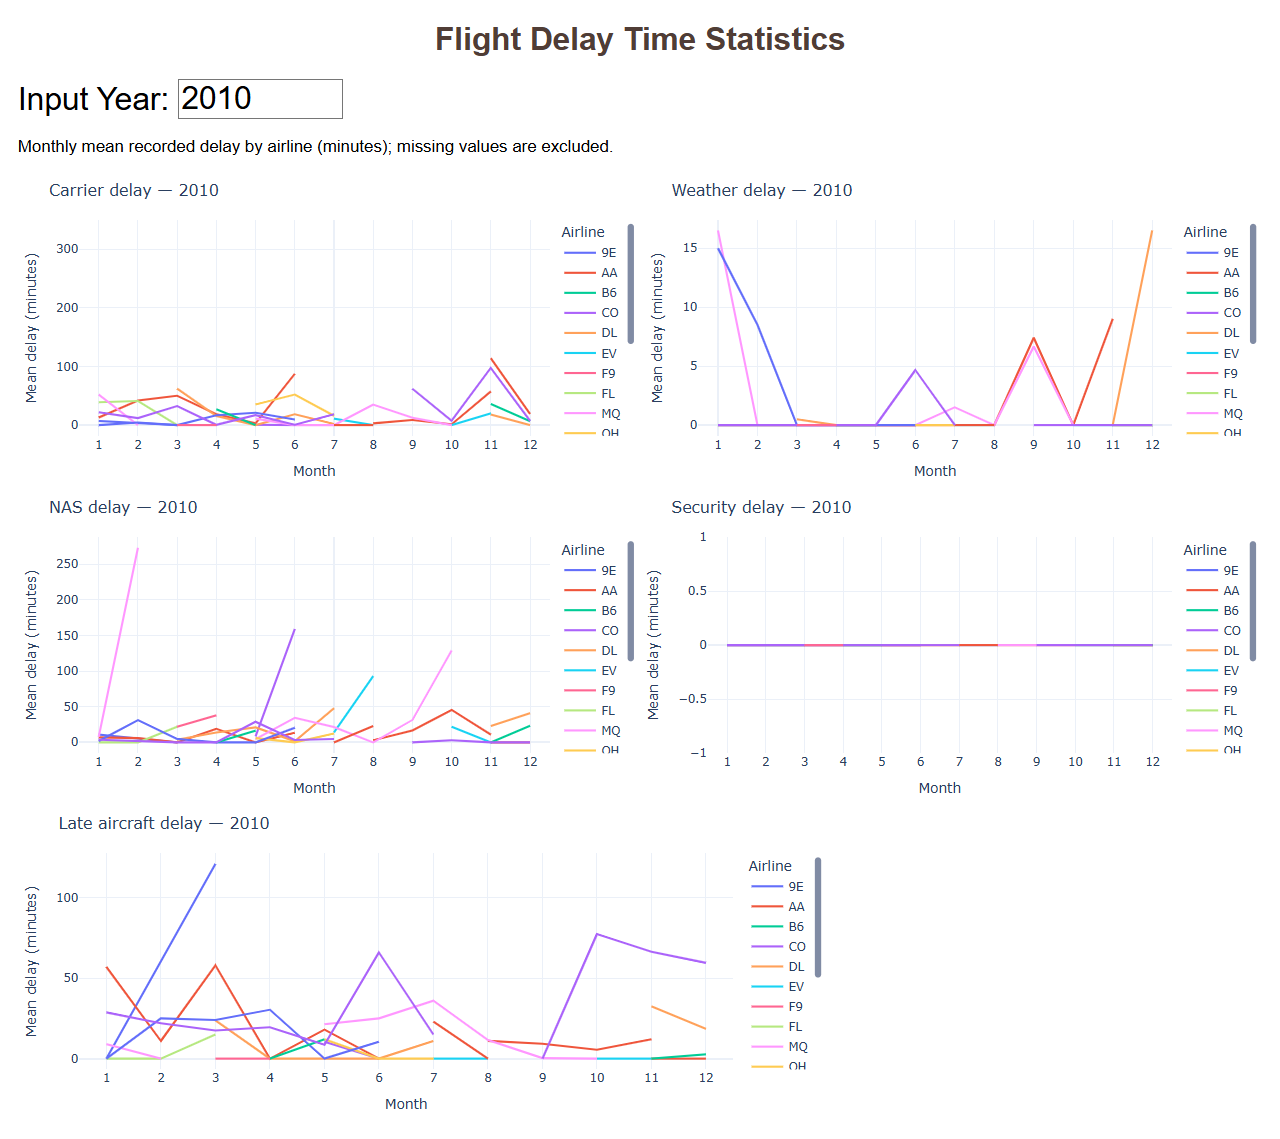 Flight Delay Time Statistics
Input Year: 2010
Monthly mean recorded delay by airline (minutes); missing values are excluded.
Carrier delay — 2010
Mean delay (minutes)
300
200
100
0
1 2 3 4 5 6 7 8 9 10 11 12
Month
Airline
9E
AA
B6
CO
DL
EV
F9
FL
MQ
OH
Weather delay — 2010
Mean delay (minutes)
15
10
5
0
1 2 3 4 5 6 7 8 9 10 11 12
Month
Airline
9E
AA
B6
CO
DL
EV
F9
FL
MQ
OH
NAS delay — 2010
Mean delay (minutes)
250
200
150
100
50
0
1 2 3 4 5 6 7 8 9 10 11 12
Month
Airline
9E
AA
B6
CO
DL
EV
F9
FL
MQ
OH
Security delay — 2010
Mean delay (minutes)
1
0.5
0
−0.5
−1
1 2 3 4 5 6 7 8 9 10 11 12
Month
Airline
9E
AA
B6
CO
DL
EV
F9
FL
MQ
OH
Late aircraft delay — 2010
Mean delay (minutes)
100
50
0
1 2 3 4 5 6 7 8 9 10 11 12
Month
Airline
9E
AA
B6
CO
DL
EV
F9
FL
MQ
OH